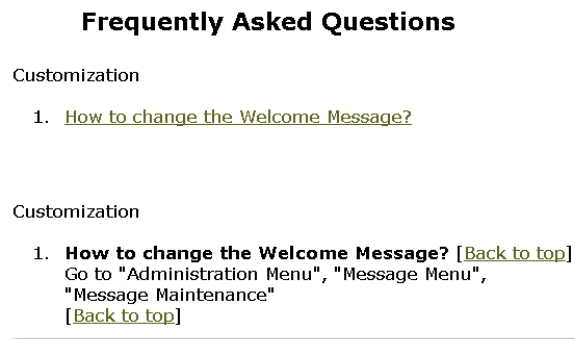 Frequently Asked Questions
Customization
1. How to change the Welcome Message?
Customization
1. How to change the Welcome Message? [Back to top]
Go to "Administration Menu", "Message Menu",
"Message Maintenance"
[Back to top]